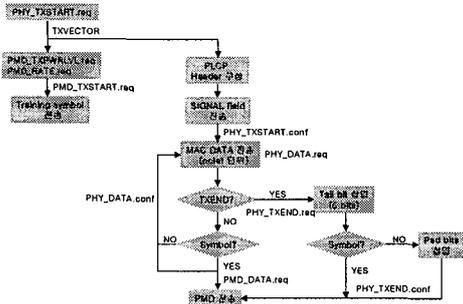 PHY_TXSTART.req
TXVECTOR
PMD_TXPWRLVL.req
PMD_RATE.req
PMD_TXSTART.req
Training symbol
전송
PLCP
Header 구성
SIGNAL field
전송
PHY_TXSTART.conf
MAC DATA 전송
(octet 단위)
PHY_DATA.req
PHY_DATA.conf
TXEND?
YES
PHY_TXEND.req
Tail bit 삽입
(6 bits)
NO
Symbol?
NO
YES
PMD_DATA.req
Symbol?
NO
Pad bits
삽입
YES
PHY_TXEND.conf
PMD 전송